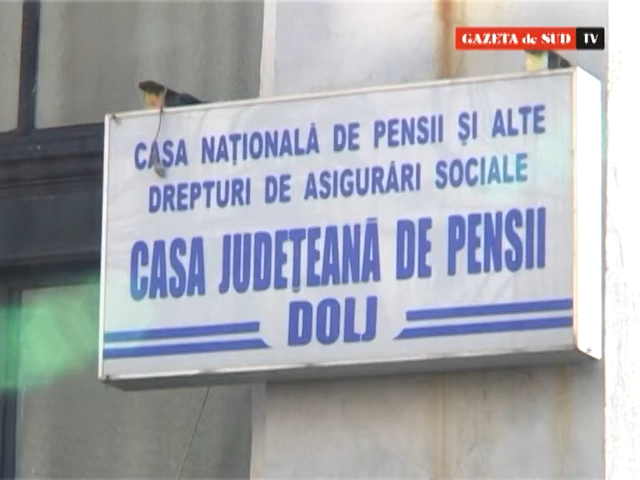 GAZETA de SUD TV
CASA NAȚIONALĂ DE PENSII ȘI ALTE
DREPTURI DE ASIGURĂRI SOCIALE
CASA JUDEȚEANĂ DE PENSII
DOLJ